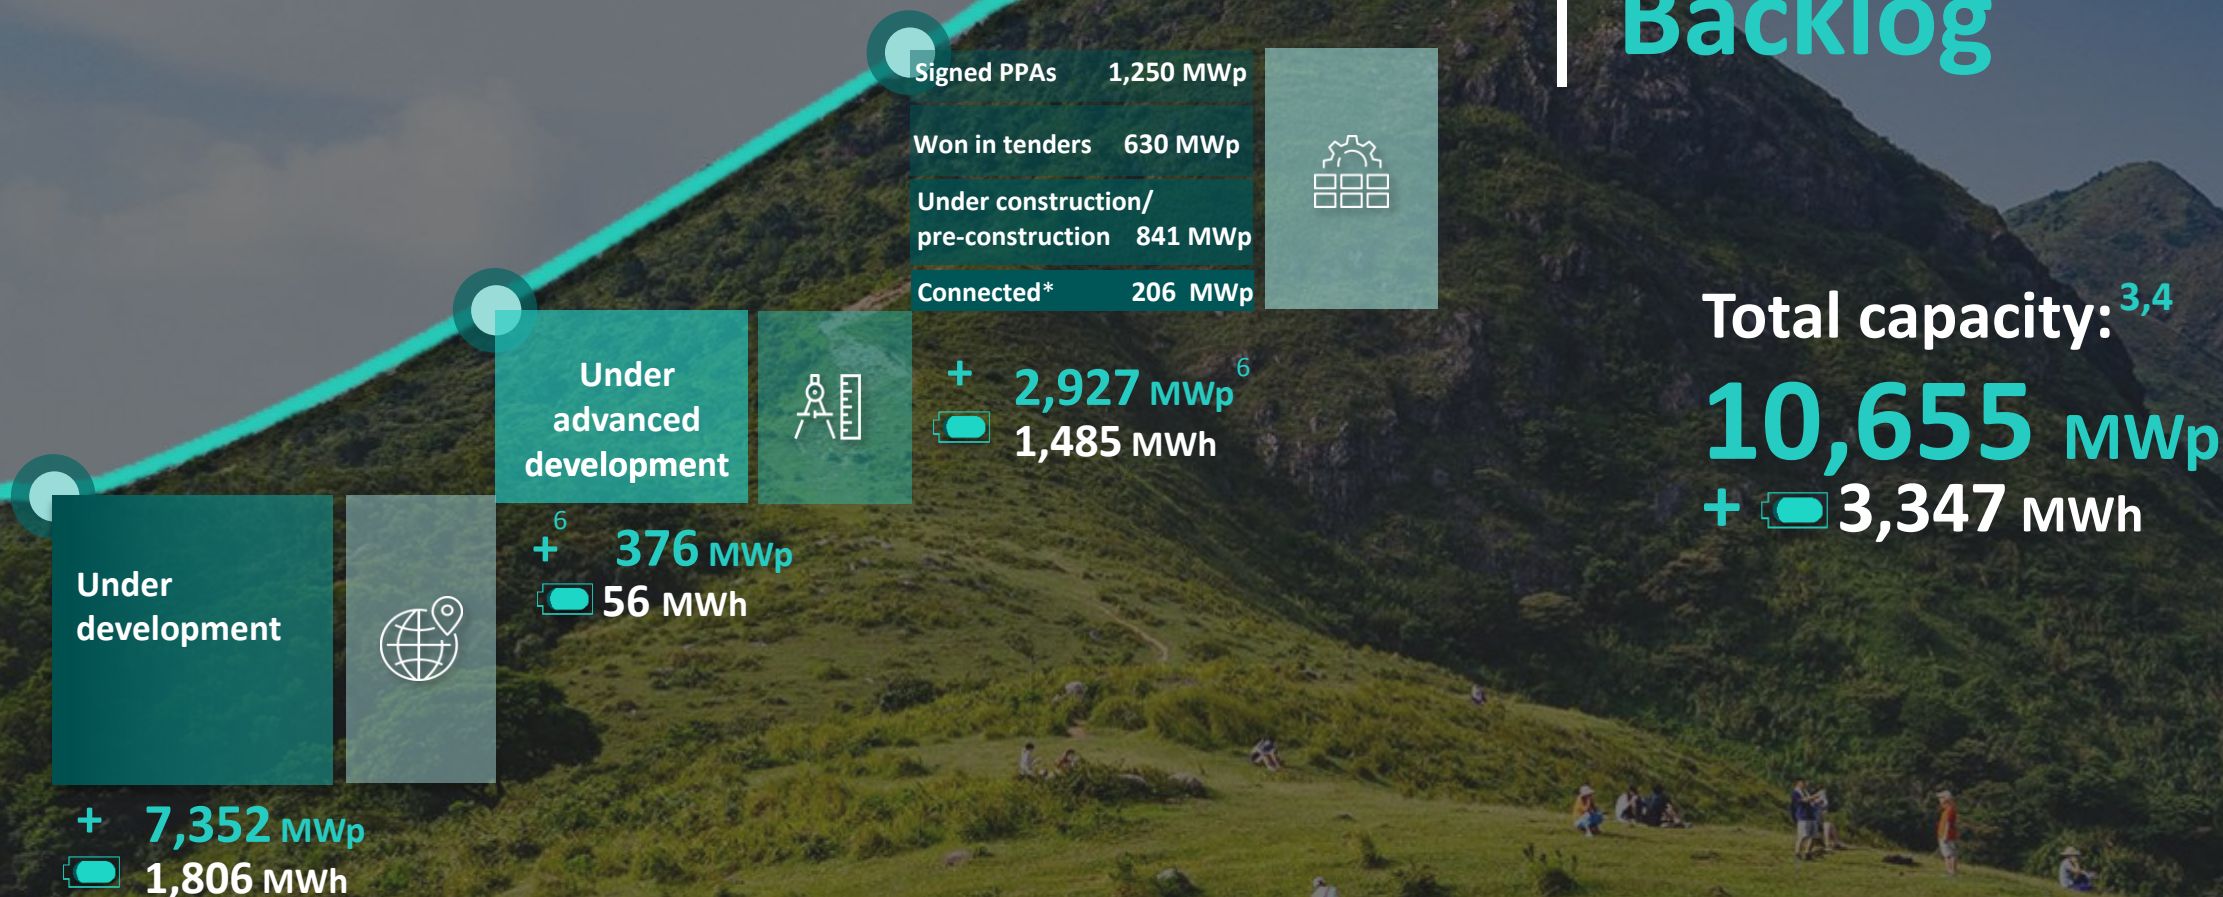 Backlog
Signed PPAs 1,250 MWp
Won in tenders 630 MWp
Under construction/
pre-construction 841 MWp
Connected* 206 MWp
+ 2,927 MWp 6
1,485 MWh
Total capacity: 3,4
10,655 MWp
+ 3,347 MWh
Under
advanced
development
6
+ 376 MWp
56 MWh
Under
development
+ 7,352 MWp
1,806 MWh